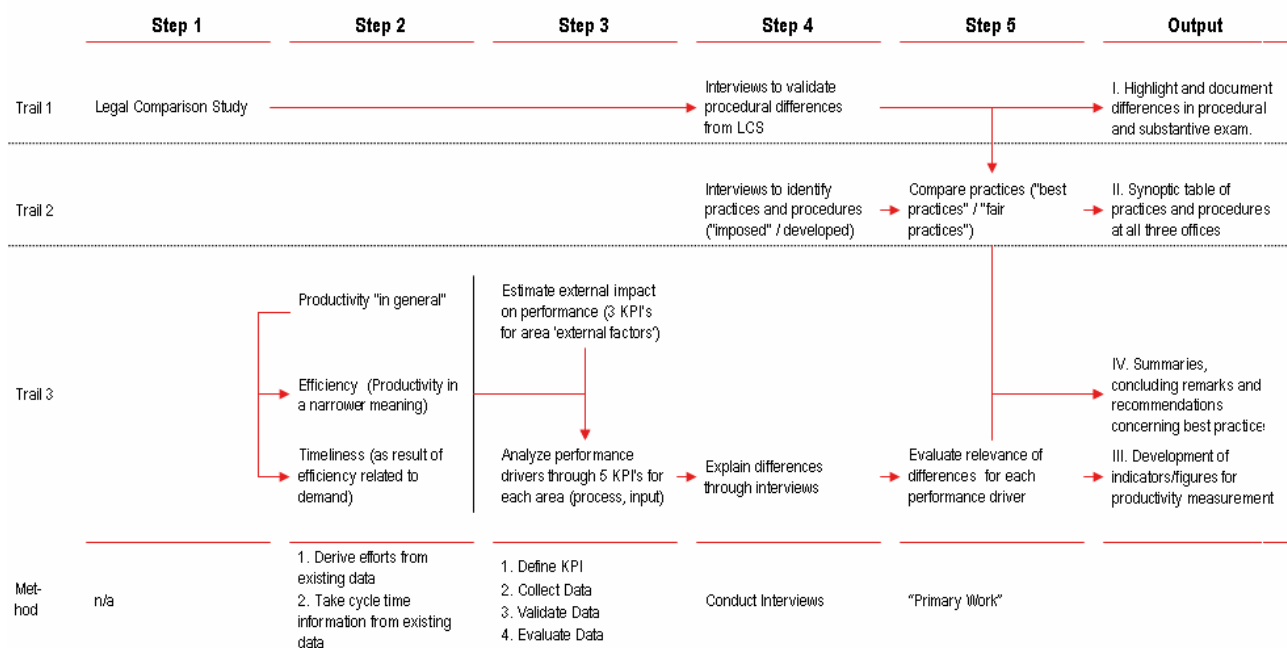 Step 1
Step 2
Step 3
Step 4
Step 5
Output
Trail 1
Legal Comparison Study
Interviews to validate
procedural differences
from LCS
I. Highlight and document
differences in procedural
and substantive exam.
Trail 2
Interviews to identify
practices and procedures
("imposed" / developed)
Compare practices ("best
practices" / "fair
practices")
II. Synoptic table of
practices and procedures
at all three offices
Trail 3
Productivity "in general"
Efficiency (Productivity in
a narrower meaning)
Timeliness (as result of
efficiency related to
demand)
Estimate external impact
on performance (3 KPI's
for area 'external factors')
Analyze performance
drivers through 5 KPI's for
each area (process, input)
Explain differences
through interviews
Evaluate relevance of
differences for each
performance driver
IV. Summaries,
concluding remarks and
recommendations
concerning best practice
III. Development of
indicators/figures for
productivity measurement
Met-
hod
n/a
1. Derive efforts from
existing data
2. Take cycle time
information from existing
data
1. Define KPI
2. Collect Data
3. Validate Data
4. Evaluate Data
Conduct Interviews
“Primary Work”